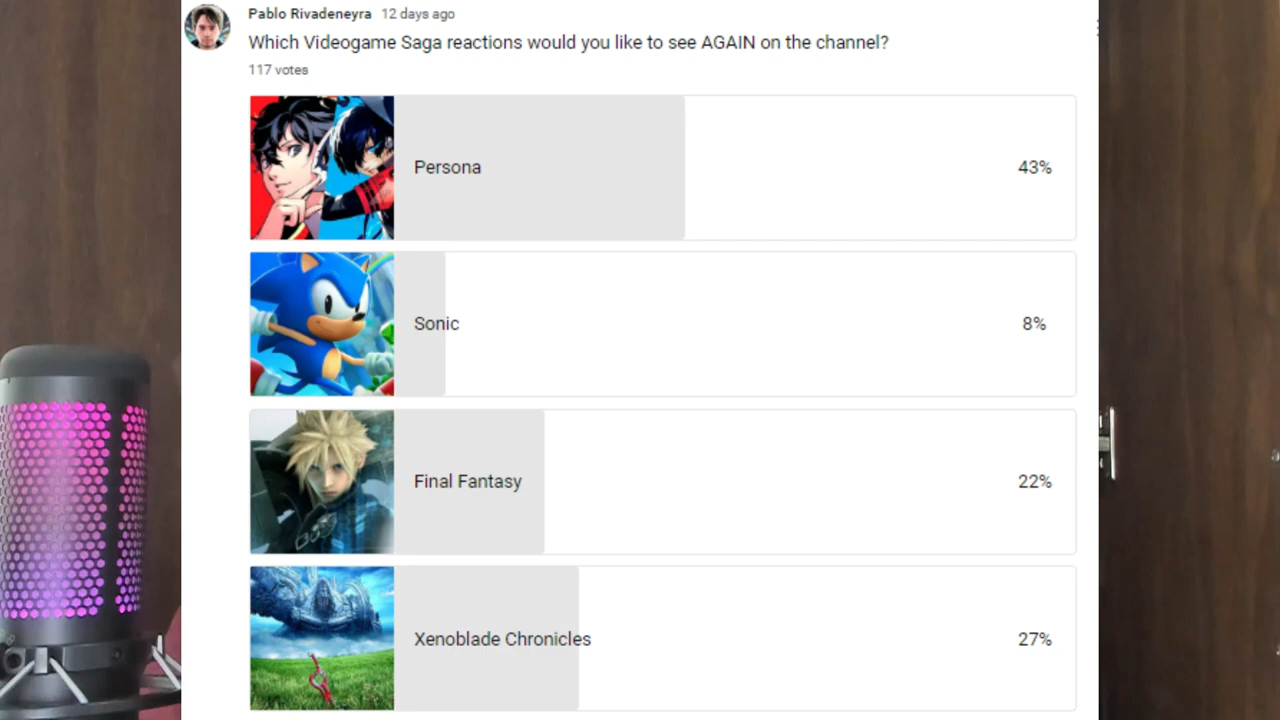 Pablo Rivadeneyra 12 days ago
Which Videogame Saga reactions would you like to see AGAIN on the channel?
117 votes
Persona 43%
Sonic 8%
Final Fantasy 22%
Xenoblade Chronicles 27%